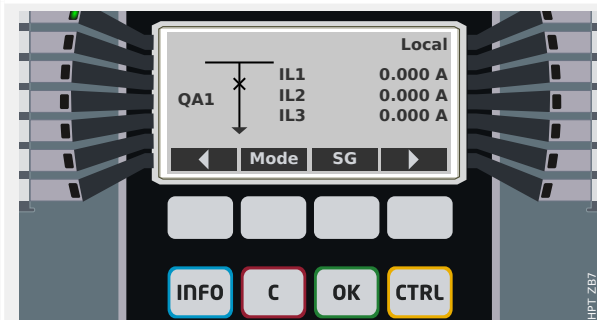 Local
IL1 0.000 A
QA1 IL2 0.000 A
IL3 0.000 A
Mode SG
INFO C OK CTRL
HPT ZB7